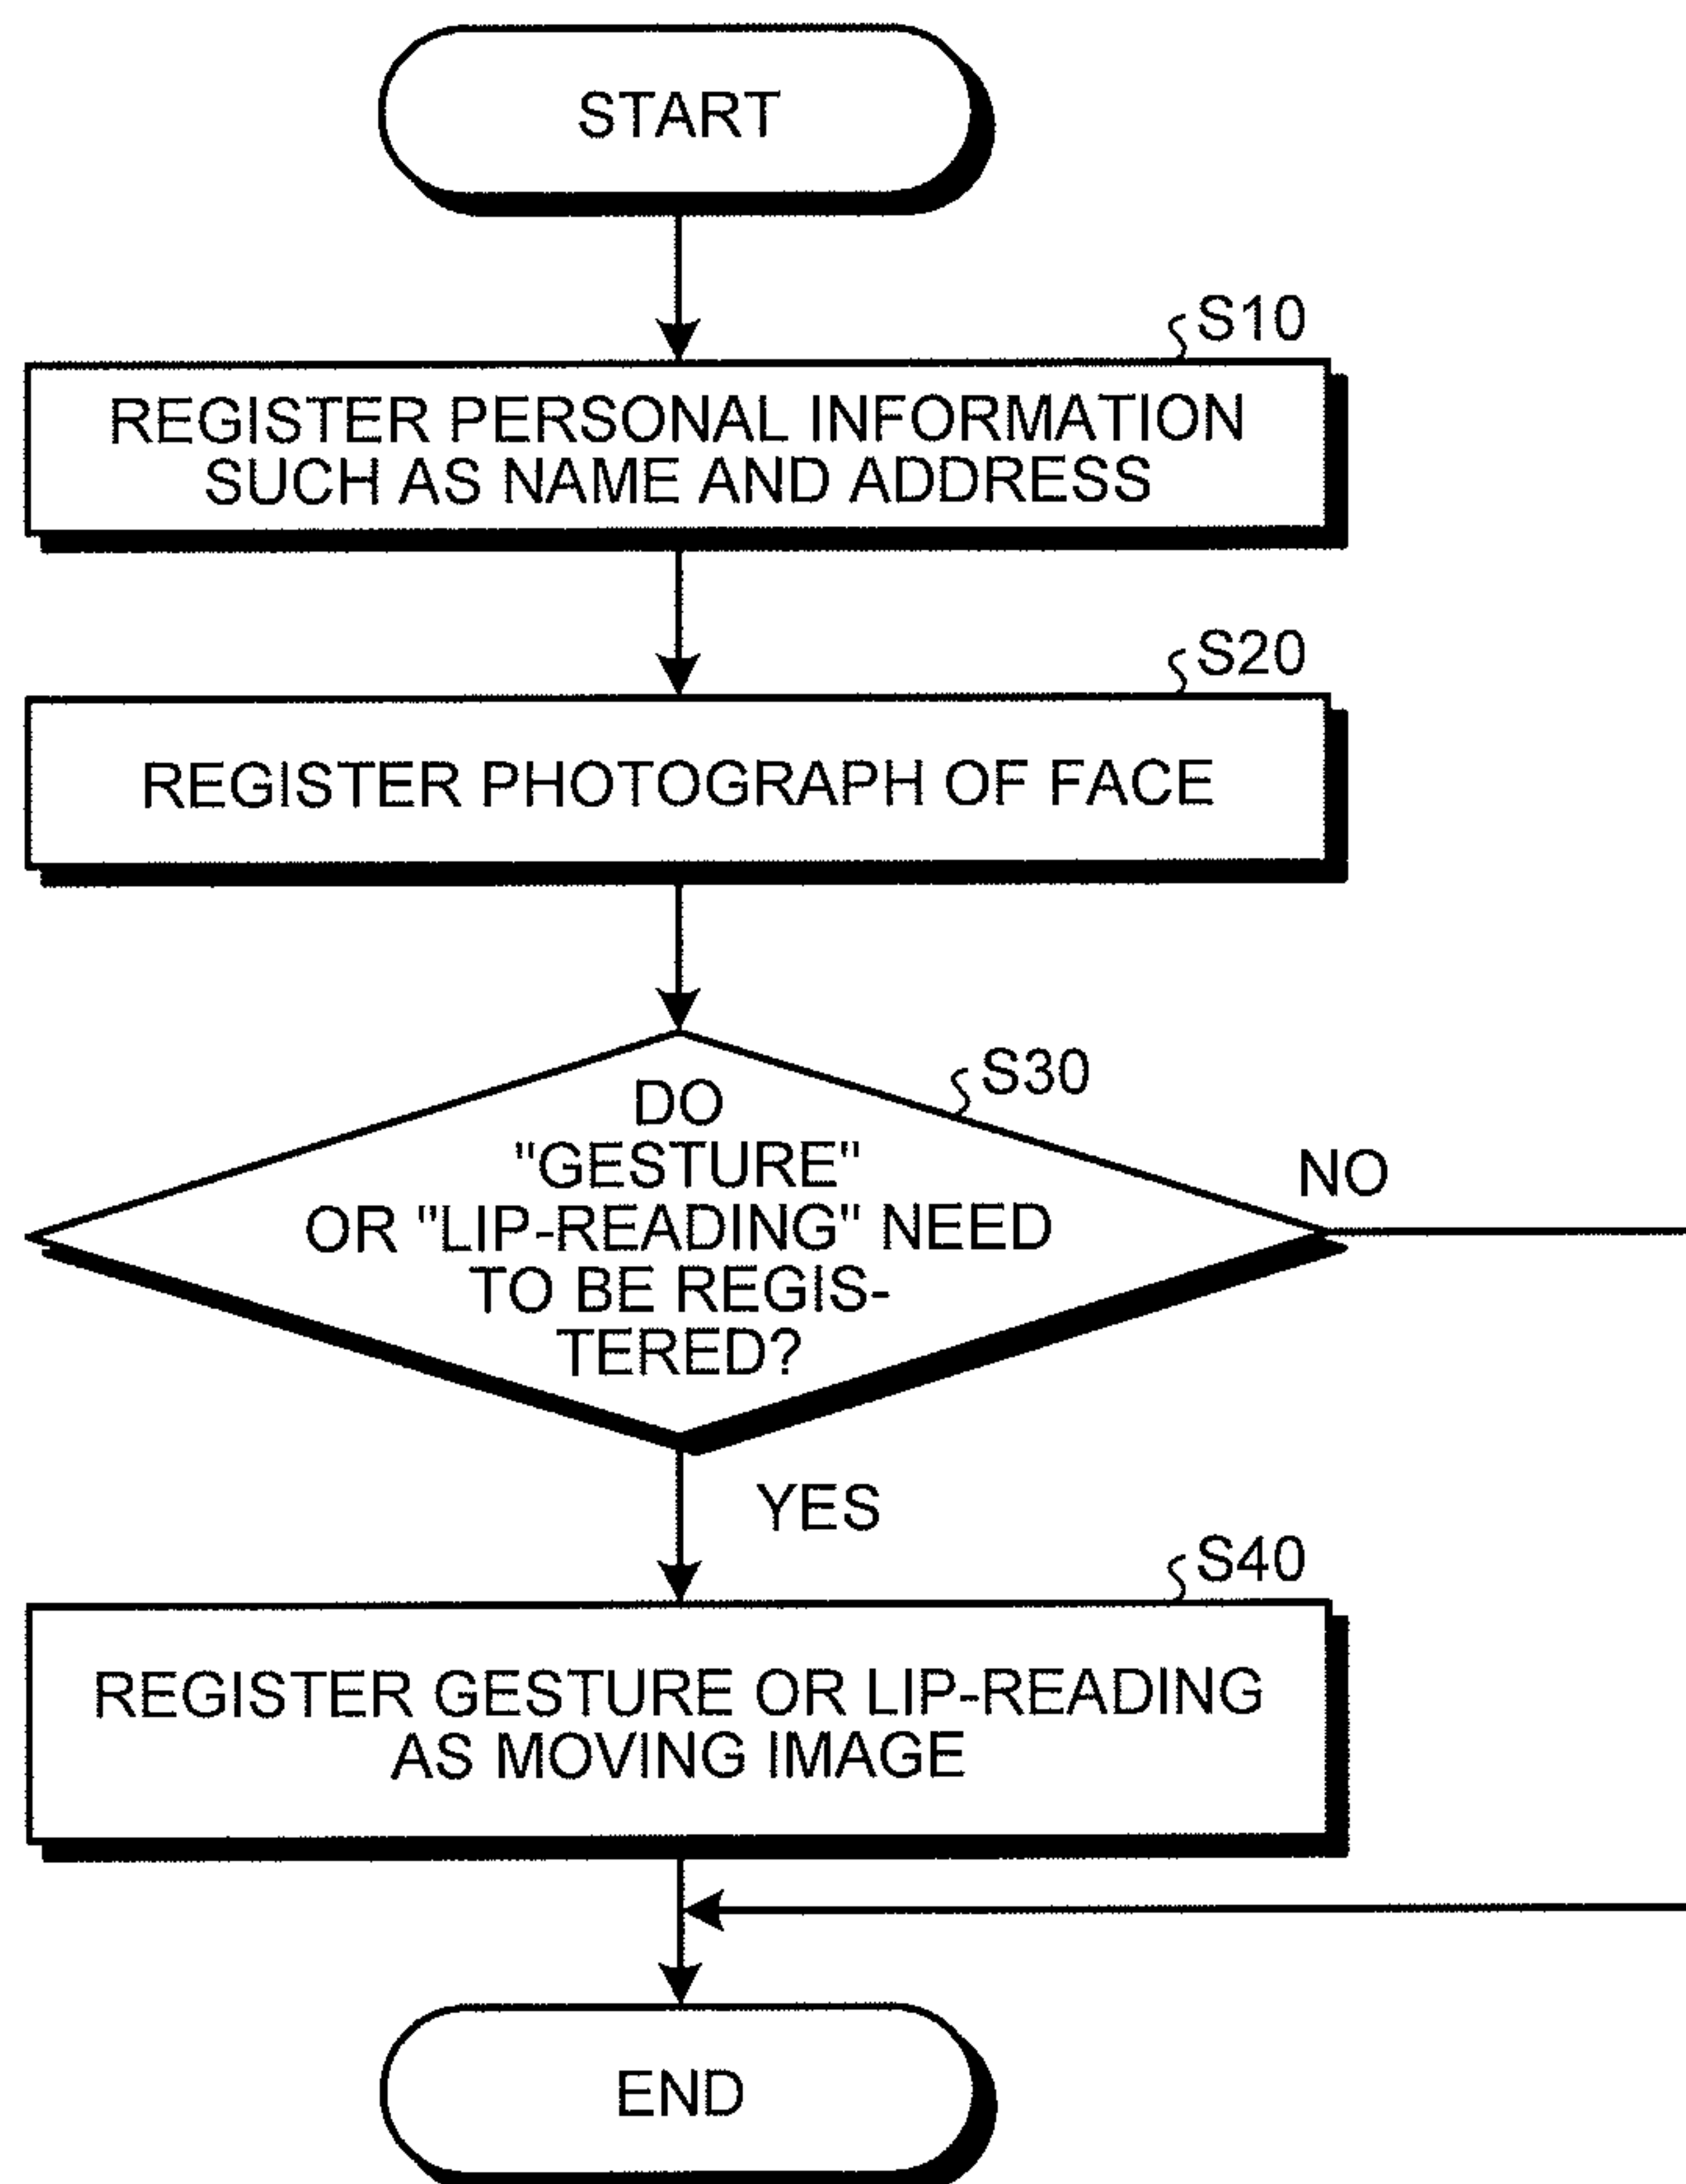 START
S10
REGISTER PERSONAL INFORMATION
SUCH AS NAME AND ADDRESS
S20
REGISTER PHOTOGRAPH OF FACE
S30
DO
"GESTURE"
OR "LIP-READING" NEED
TO BE REGIS-
TERED?
NO
YES
S40
REGISTER GESTURE OR LIP-READING
AS MOVING IMAGE
END